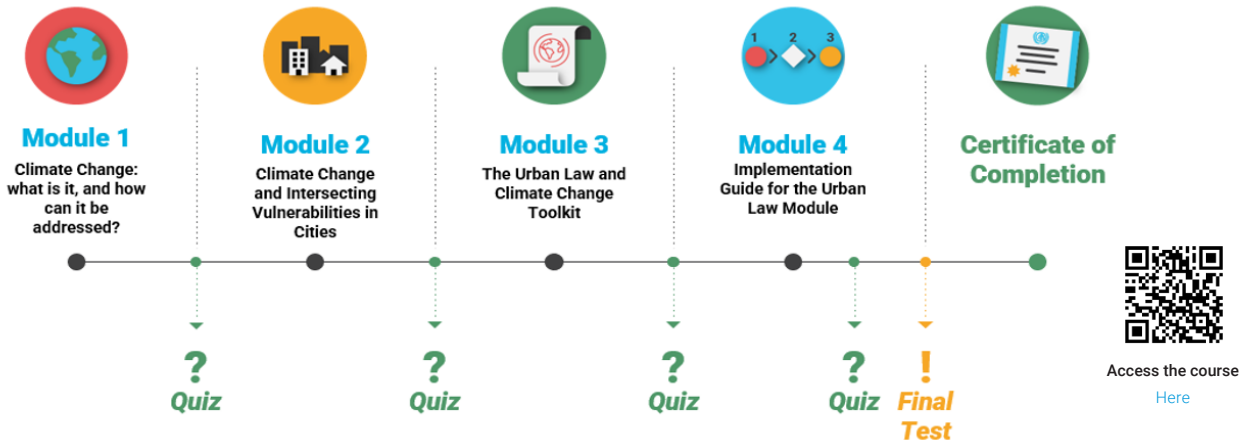 1 2 3
Module 1
Climate Change:
what is it, and how
can it be
addressed?
Module 2
Climate Change
and Intersecting
Vulnerabilities in
Cities
Module 3
The Urban Law and
Climate Change
Toolkit
Module 4
Implementation
Guide for the Urban
Law Module
Certificate of
Completion
?
Quiz
?
Quiz
?
Quiz
?
Quiz
!
Final
Test
Access the course
Here